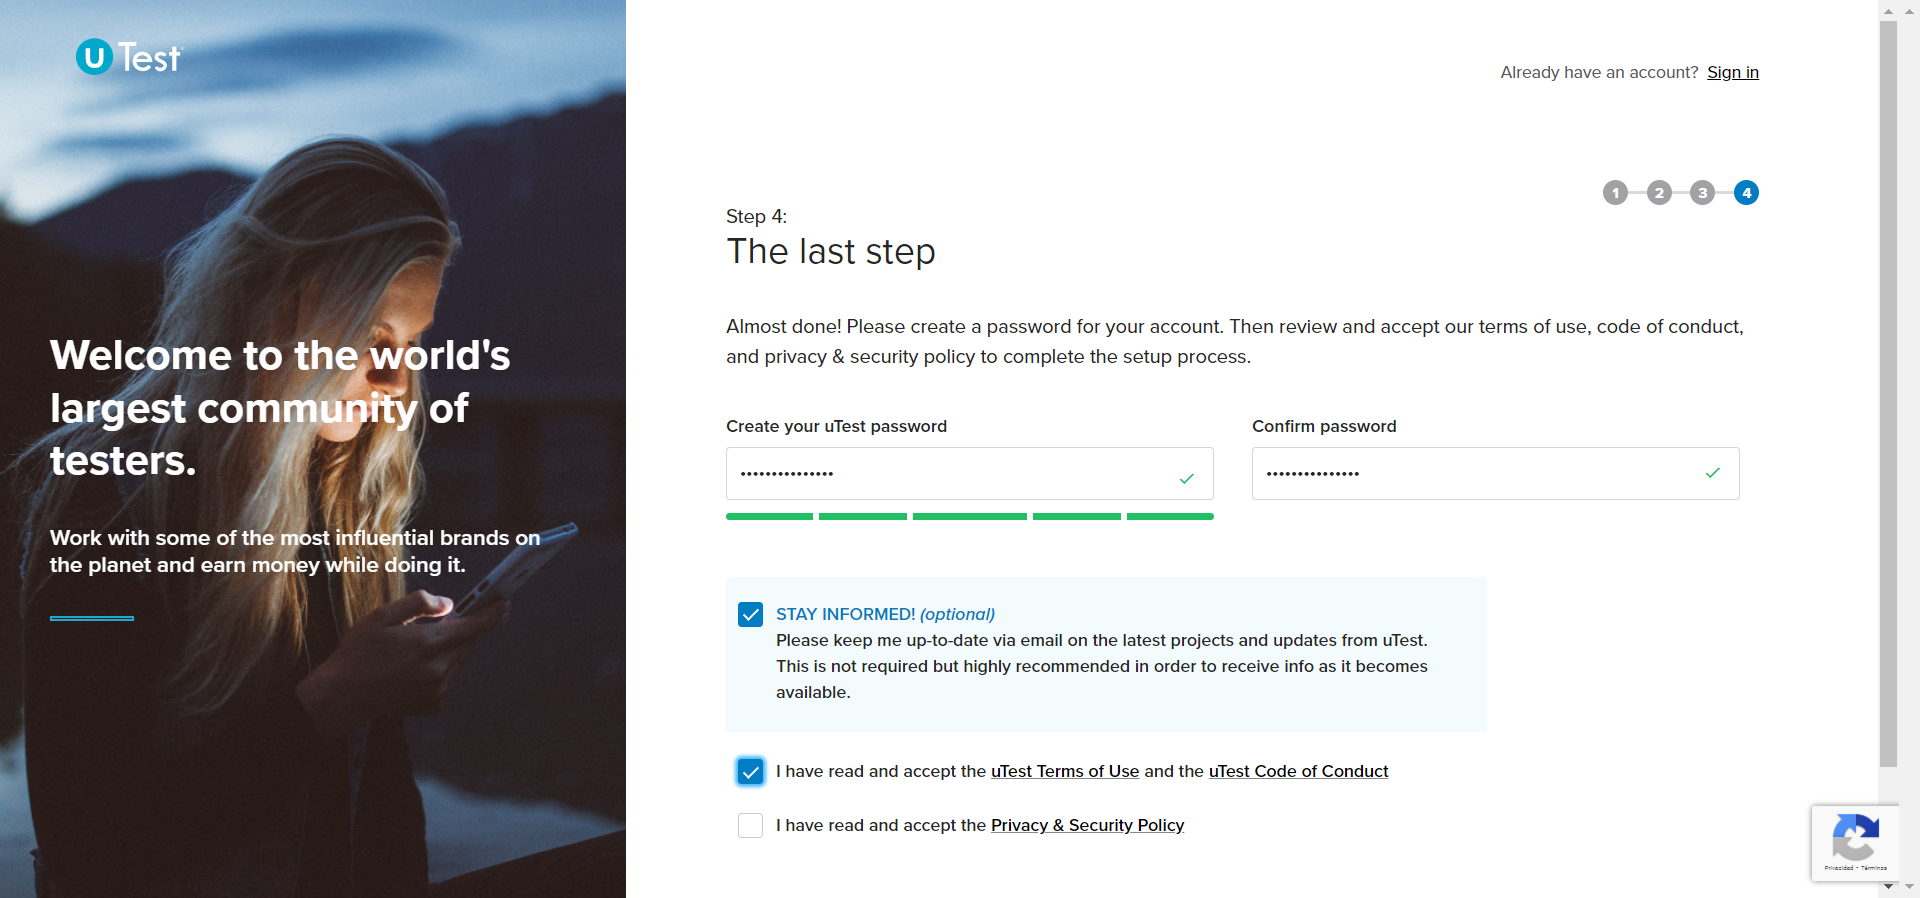 U Test
Already have an account? Sign in
1 2 3 4
Step 4:
The last step
Almost done! Please create a password for your account. Then review and accept our terms of use, code of conduct,
and privacy & security policy to complete the setup process.
Welcome to the world's
largest community of
testers.
Work with some of the most influential brands on
the planet and earn money while doing it.
Create your uTest password
Confirm password
•••••••••••••••
•••••••••••••••
STAY INFORMED! (optional)
Please keep me up-to-date via email on the latest projects and updates from uTest.
This is not required but highly recommended in order to receive info as it becomes
available.
I have read and accept the uTest Terms of Use and the uTest Code of Conduct
I have read and accept the Privacy & Security Policy
Privacidad - Términos